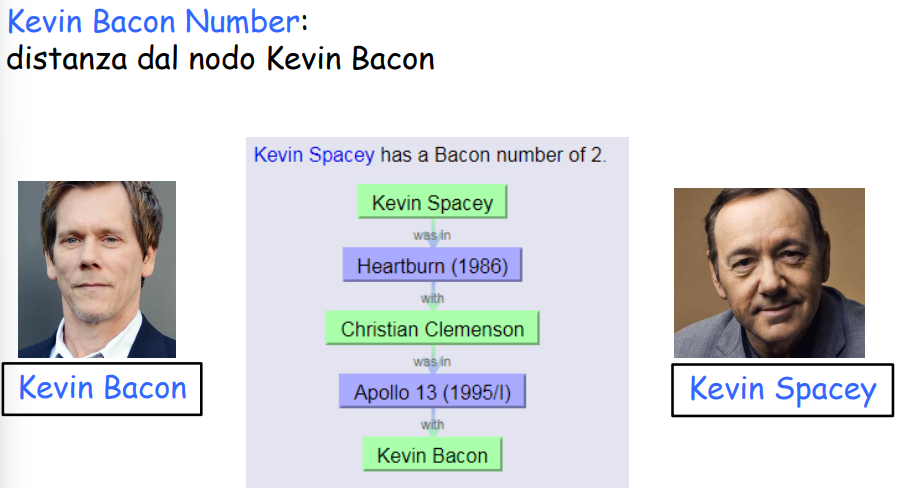 Kevin Bacon Number:
distanza dal nodo Kevin Bacon
Kevin Spacey has a Bacon number of 2.
Kevin Spacey
was in
Heartburn (1986)
with
Christian Clemenson
was in
Apollo 13 (1995/I)
with
Kevin Bacon
Kevin Bacon
Kevin Spacey